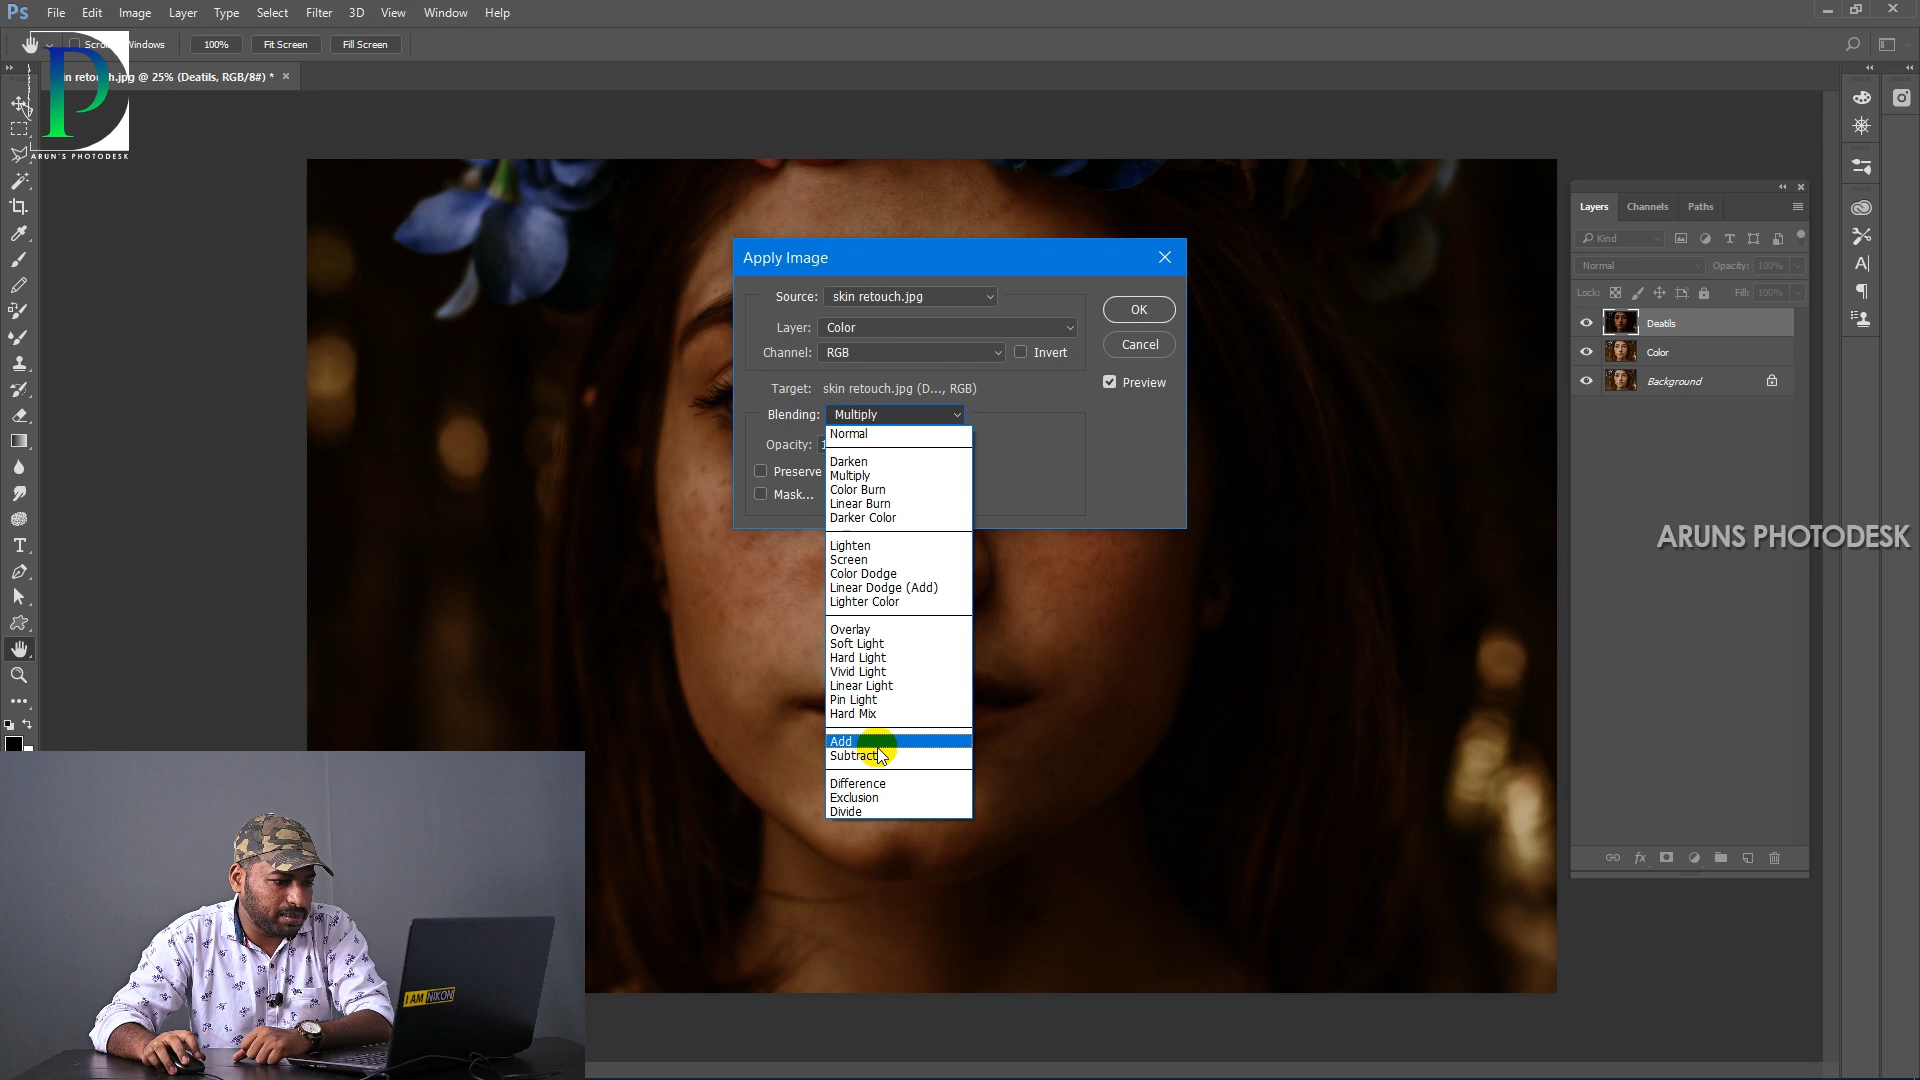 Ps File Edit Image Layer Type Select Filter 3D View Window Help
100% Fit Screen Fill Screen
jpg @ 25% (Deatils, RGB/8#) *
ARUN'S PHOTODESK
Apply Image
Source: skin retouch.jpg
OK
Layer: Color
Cancel
Channel: RGB
Invert
Target: skin retouch.jpg (D..., RGB)
Preview
Blending: Multiply
Opacity:
Preserve
Mask...
Normal
Darken
Multiply
Color Burn
Linear Burn
Darker Color
Lighten
Screen
Color Dodge
Linear Dodge (Add)
Lighter Color
Overlay
Soft Light
Hard Light
Vivid Light
Linear Light
Pin Light
Hard Mix
Add
Subtract
Difference
Exclusion
Divide
Layers Channels Paths
Kind
Normal Opacity: 100%
Lock: Fill: 100%
Deatils
Color
Background
ARUNS PHOTODESK
I AM NIKON